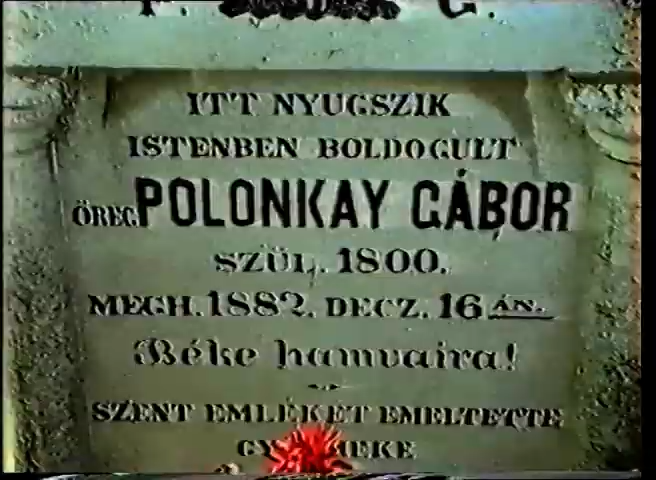 ITT NYUGSZIK
ISTENBEN BOLDOGULT
ÖREG. POLONKAY GÁBOR
SZÜL. 1800.
MEGH. 1882. DECZ. 16 ÁN.
Béke hamvaira!
SZENT EMLÉKÉT EMELTETTE